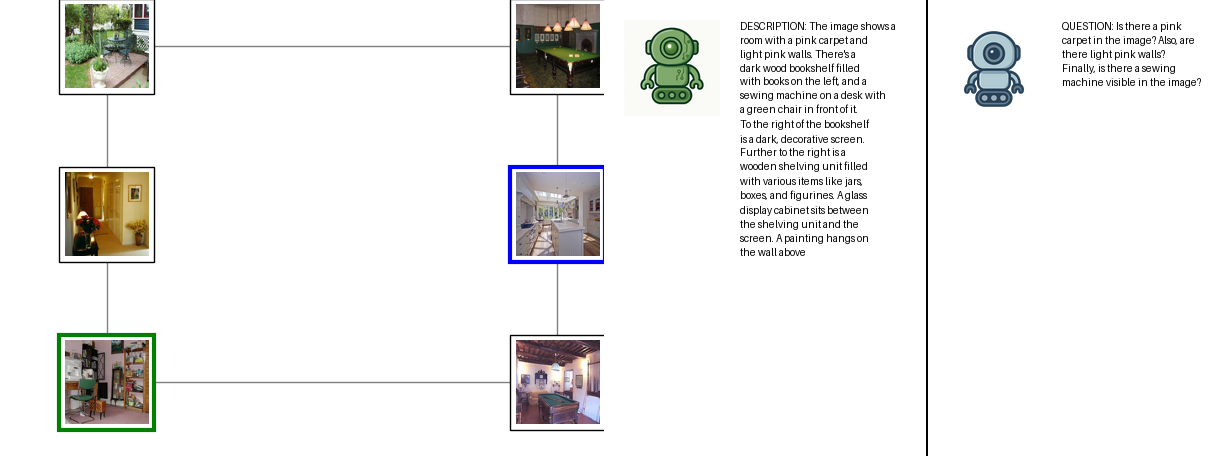 DESCRIPTION: The image shows a
room with a pink carpet and
light pink walls. There's a
dark wood bookshelf filled
with books on the left, and a
sewing machine on a desk with
a green chair in front of it.
To the right of the bookshelf
is a dark, decorative screen.
Further to the right is a
wooden shelving unit filled
with various items like jars,
boxes, and figurines. A glass
display cabinet sits between
the shelving unit and the
screen. A painting hangs on
the wall above
QUESTION: Is there a pink
carpet in the image? Also, are
there light pink walls?
Finally, is there a sewing
machine visible in the image?